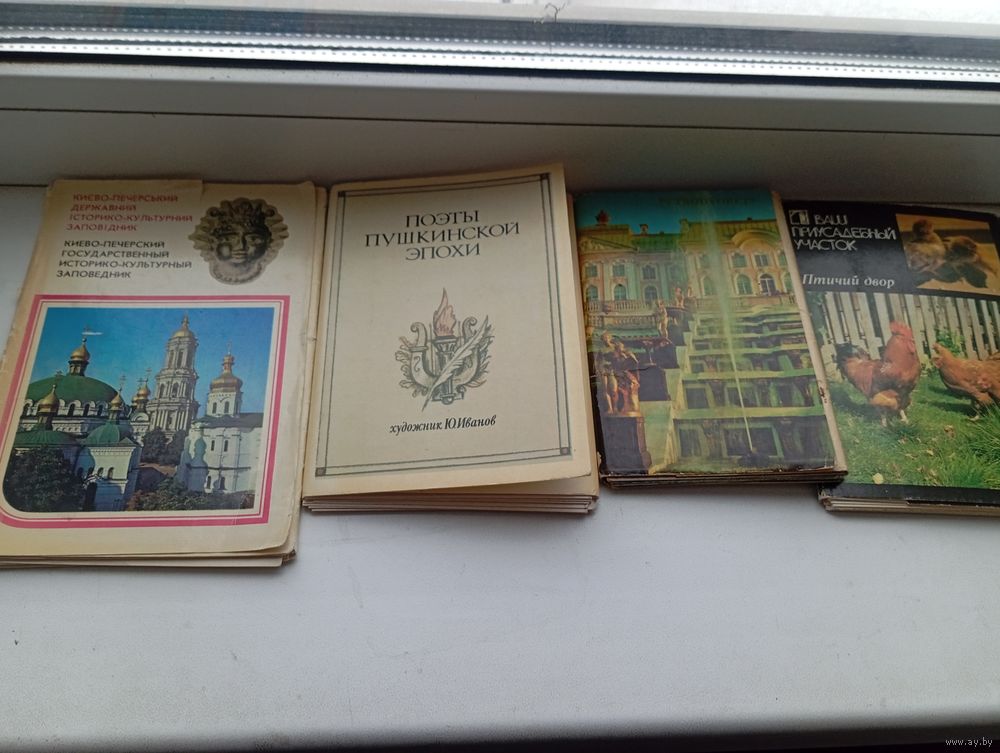 КИЄВО-ПЕЧЕРСЬКИЙ
ДЕРЖАВНИЙ
ІСТОРИКО-КУЛЬТУРНИЙ
ЗАПОВІДНИК
КИЕВО-ПЕЧЕРСКИЙ
ГОСУДАРСТВЕННЫЙ
ИСТОРИКО-КУЛЬТУРНЫЙ
ЗАПОВЕДНИК
ПОЭТЫ
ПУШКИНСКОЙ
ЭПОХИ
художник Ю.Иванов
ВАШ
ПРИУСАДЕБНЫЙ
УЧАСТОК
Птичий двор
www.ay.by